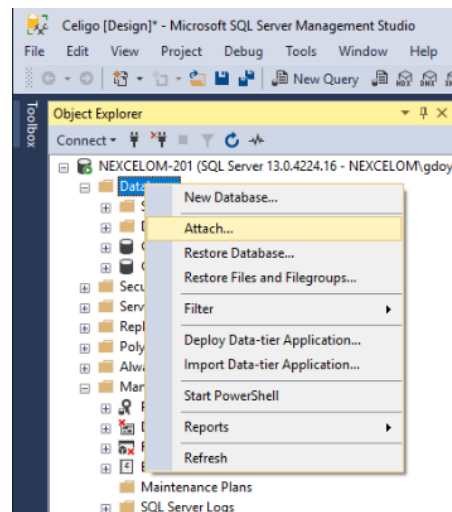 Celigo [Design]* - Microsoft SQL Server Management Studio
File Edit View Project Debug Tools Window Help
New Query
Toolbox
Object Explorer
Connect
NEXCELOM-201 (SQL Server 13.0.4224.16 - NEXCELOM\gdoy
Data
New Database...
Attach...
Restore Database...
Secu
Restore Files and Filegroups...
Serv
Filter
Repl
Poly
Deploy Data-tier Application...
Alwa
Import Data-tier Application...
Man
Start PowerShell
Reports
Refresh
Maintenance Plans
SQL Server Logs